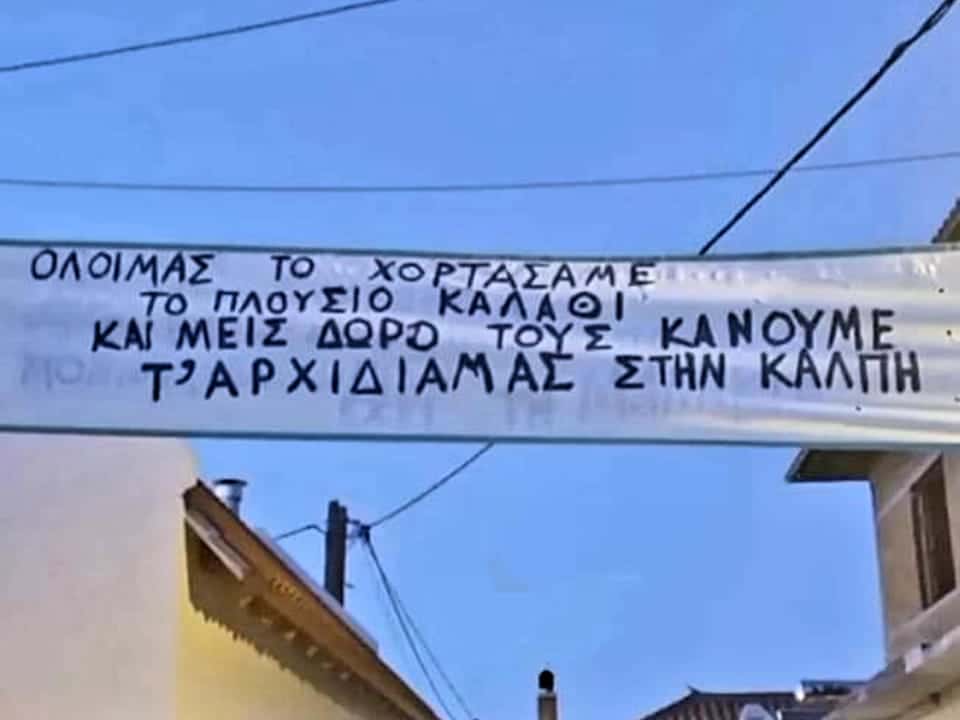 ΟΛΟΙΜΑΣ ΤΟ ΧΟΡΤΑΣΑΜΕ
ΤΟ ΠΛΟΥΣΙΟ ΚΑΛΑΘΙ
ΚΑΙ ΜΕΙΣ ΔΩΡΟ ΤΟΥΣ ΚΑΝΟΥΜΕ
Τ'ΑΡΧΙΔΙΑΜΑΣ ΣΤΗΝ ΚΑΛΠΗ